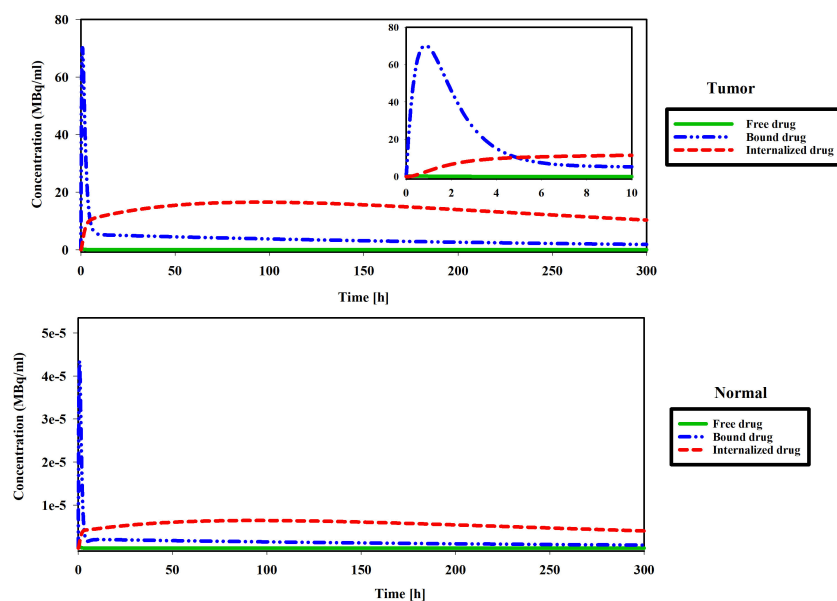 80
60
40
20
0
Concentration (MBq/ml)
0 50 100 150 200 250 300
Time [h]
80
60
40
20
0
0 2 4 6 8 10
Tumor
Free drug
Bound drug
Internalized drug
5e-5
4e-5
3e-5
2e-5
1e-5
Concentration (MBq/ml)
0 50 100 150 200 250 300
Time [h]
Normal
Free drug
Bound drug
Internalized drug